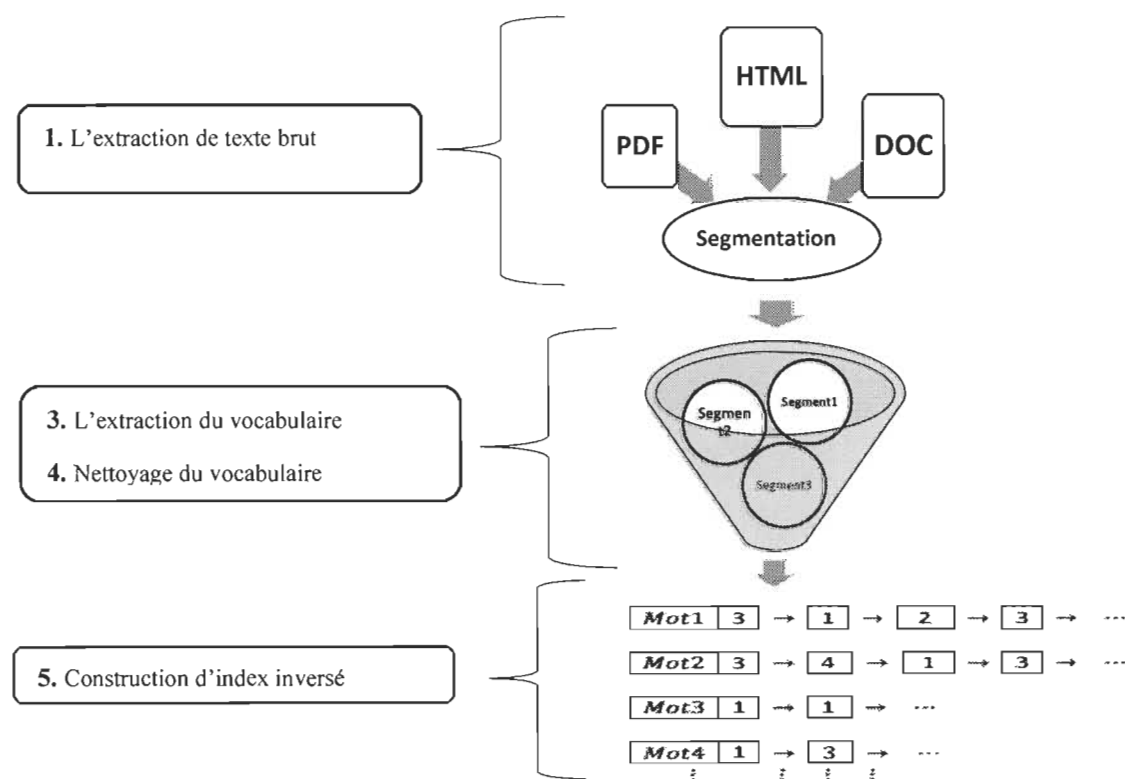 1. L'extraction de texte brut
HTML
PDF
DOC
Segmentation
3. L'extraction du vocabulaire
4. Nettoyage du vocabulaire
Segment1
Segmen
t2
Segment3
5. Construction d'index inversé
Mot1 3 → 1 → 2 → 3 → ...
Mot2 3 → 4 → 1 → 3 → ...
Mot3 1 → 1 → ...
Mot4 1 → 3 → ...
⋮ ⋮ ⋮ ⋮